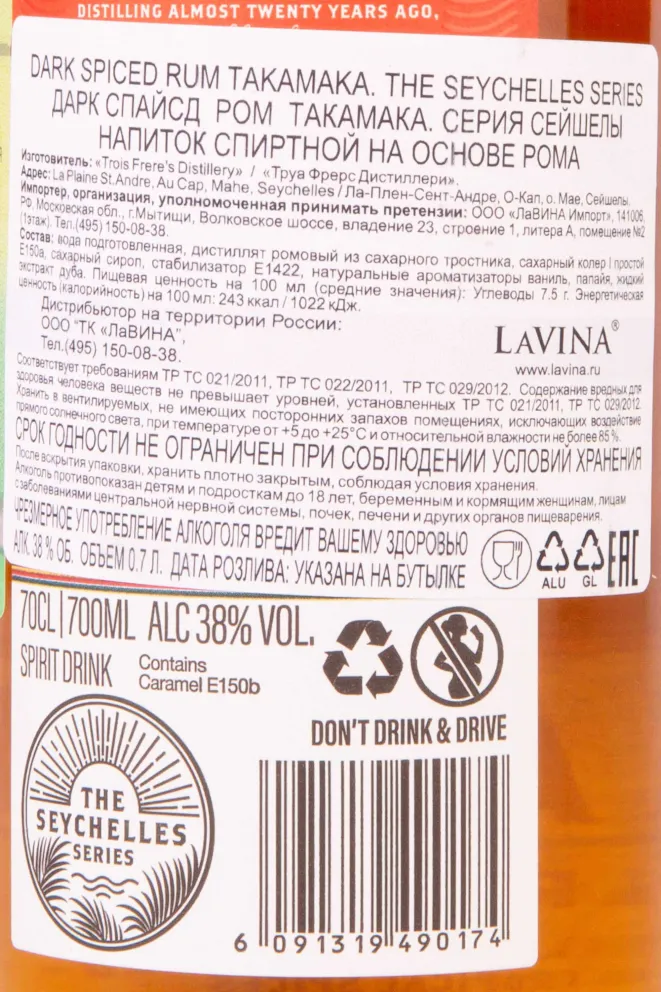 DISTILLING ALMOST TWENTY YEARS AGO,
DARK SPICED RUM TAKAMAKA. THE SEYCHELLES SERIES
ДАРК СПАЙСД РОМ ТАКАМАКА. СЕРИЯ СЕЙШЕЛЫ
НАПИТОК СПИРТНОЙ НА ОСНОВЕ РОМА
Изготовитель: «Trois Frere's Distillery» / «Труа Фрерс Дистиллери».
Адрес: La Plaine St.Andre, Au Cap, Mahe, Seychelles / Ла-Плен-Сент-Андре, О-Кап, о. Мае, Сейшелы.
Импортер, организация, уполномоченная принимать претензии: ООО «ЛаВИНА Импорт», 141006,
РФ, Московская обл., г.Мытищи, Волковское шоссе, владение 23, строение 1, литера А, помещение №2
(1этаж). Тел.(495) 150-08-38.
Состав: вода подготовленная, дистиллят ромовый из сахарного тростника, сахарный колер I простой
Е150а, сахарный сироп, стабилизатор Е1422, натуральные ароматизаторы ваниль, папайя, жидкий
экстракт дуба. Пищевая ценность на 100 мл (средние значения): Углеводы 7.5 г. Энергетическая
ценность (калорийность) на 100 мл: 243 ккал / 1022 кДж.
Дистрибьютор на территории России:
ООО "ТК «ЛаВИНА",
Тел.(495) 150-08-38.
LAVINA®
www.lavina.ru
Соответствует требованиям ТР ТС 021/2011, ТР ТС 022/2011, ТР ТС 029/2012. Содержание вредных для
здоровья человека веществ не превышает уровней, установленных ТР ТС 021/2011, ТР ТС 029/2012.
Хранить в вентилируемых, не имеющих посторонних запахов помещениях, исключающих воздействие
прямого солнечного света, при температуре от +5 до +25°С и относительной влажности не более 85 %.
СРОК ГОДНОСТИ НЕ ОГРАНИЧЕН ПРИ СОБЛЮДЕНИИ УСЛОВИЙ ХРАНЕНИЯ
После вскрытия упаковки, хранить плотно закрытым, соблюдая условия хранения.
Алкоголь противопоказан детям и подросткам до 18 лет, беременным и кормящим женщинам, лицам
с заболеваниями центральной нервной системы, почек, печени и других органов пищеварения.
ЧРЕЗМЕРНОЕ УПОТРЕБЛЕНИЕ АЛКОГОЛЯ ВРЕДИТ ВАШЕМУ ЗДОРОВЬЮ
АЛК. 38 % ОБ. ОБЪЕМ 0.7 Л. ДАТА РОЗЛИВА: УКАЗАНА НА БУТЫЛКЕ
ALU
GL
EAC
70CL|700ML ALC 38% VOL.
SPIRIT DRINK
Contains
Caramel E150b
DON'T DRINK & DRIVE
THE
SEYCHELLES
SERIES
6 091319 490174